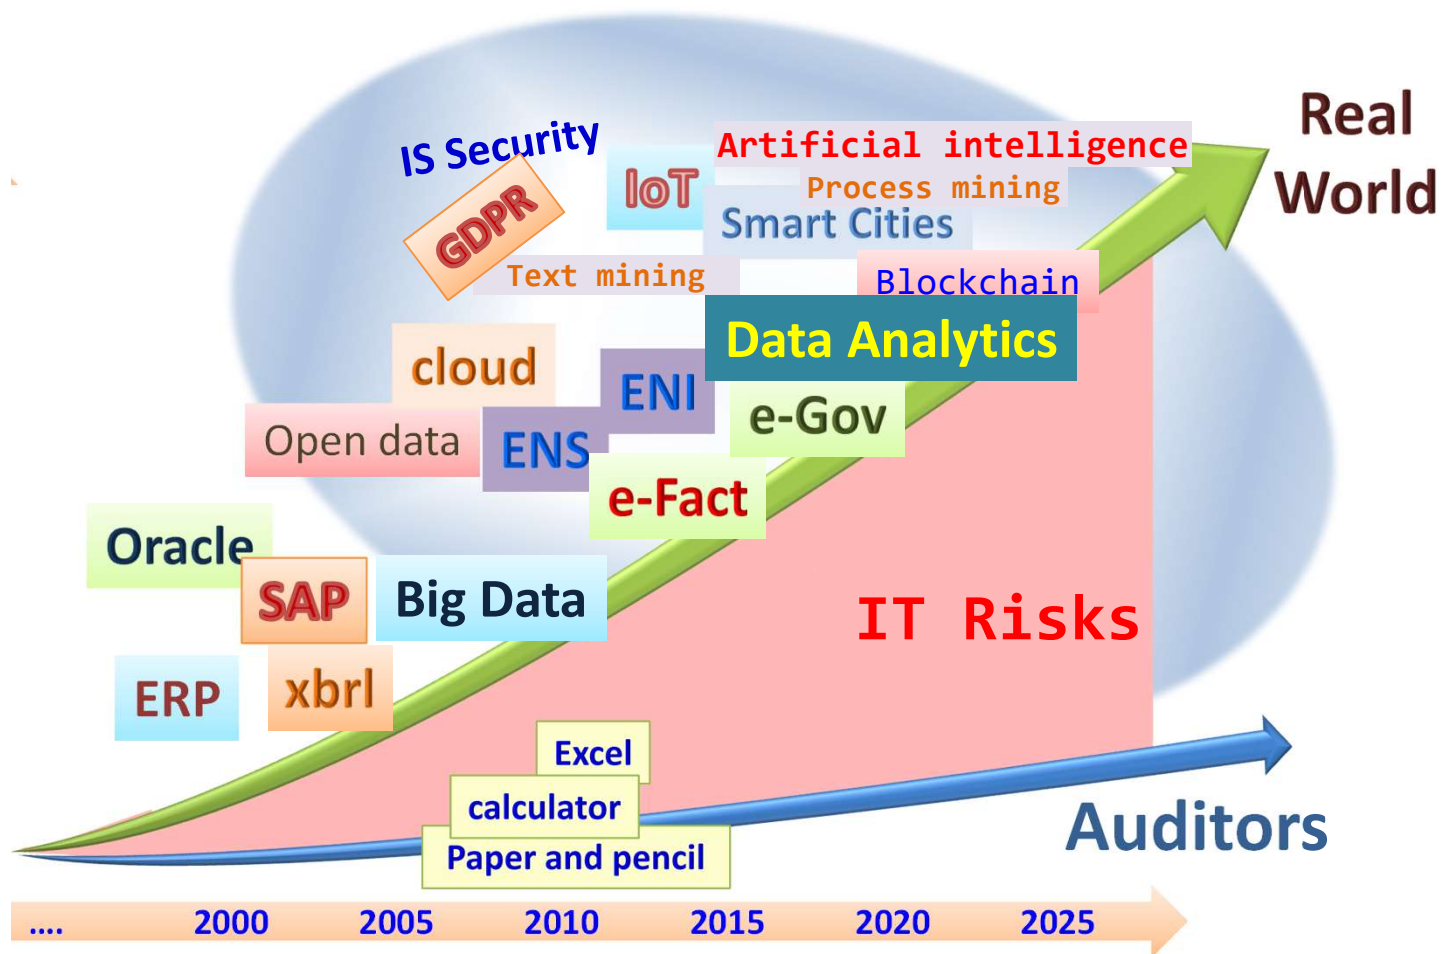 Real
World
IS Security
Artificial intelligence
IoT
Process mining
GDPR
Smart Cities
Text mining
Blockchain
Data Analytics
cloud
ENI
e-Gov
Open data
ENS
e-Fact
Oracle
SAP
Big Data
IT Risks
ERP
xbrl
Excel
calculator
Paper and pencil
Auditors
.... 2000 2005 2010 2015 2020 2025